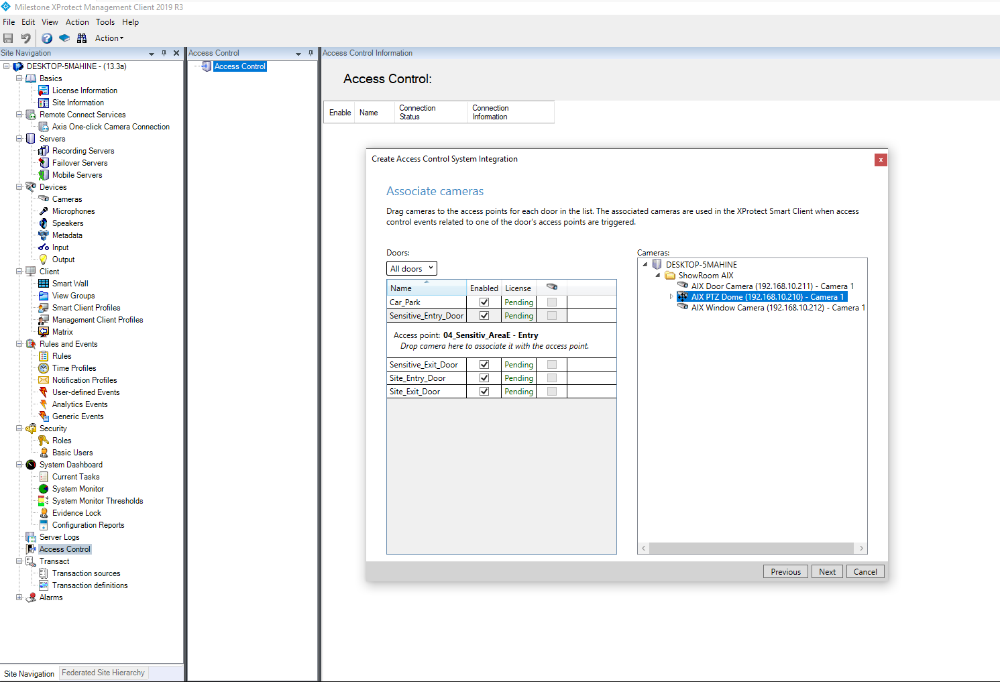 Milestone XProtect Management Client 2019 R3
File Edit View Action Tools Help
Action
Site Navigation
DESKTOP-5MAHINE - (13.3a)
Basics
License Information
Site Information
Remote Connect Services
Axis One-click Camera Connection
Servers
Recording Servers
Failover Servers
Mobile Servers
Devices
Cameras
Microphones
Speakers
Metadata
Input
Output
Client
Smart Wall
View Groups
Smart Client Profiles
Management Client Profiles
Matrix
Rules and Events
Rules
Time Profiles
Notification Profiles
User-defined Events
Analytics Events
Generic Events
Security
Roles
Basic Users
System Dashboard
Current Tasks
System Monitor
System Monitor Thresholds
Evidence Lock
Configuration Reports
Server Logs
Access Control
Transact
Transaction sources
Transaction definitions
Alarms
Site Navigation Federated Site Hierarchy
Access Control
Access Control
Access Control Information
Access Control:
Enable Name Connection Status Connection Information
Create Access Control System Integration
Associate cameras
Drag cameras to the access points for each door in the list. The associated cameras are used in the XProtect Smart Client when access
control events related to one of the door's access points are triggered.
Doors:
All doors
Name Enabled License
Car_Park Pending
Sensitive_Entry_Door Pending
Access point: 04_Sensitiv_AreaE - Entry
Drop camera here to associate it with the access point.
Sensitive_Exit_Door Pending
Site_Entry_Door Pending
Site_Exit_Door Pending
Cameras:
DESKTOP-5MAHINE
ShowRoom AIX
AIX Door Camera (192.168.10.211) - Camera 1
AIX PTZ Dome (192.168.10.210) - Camera 1
AIX Window Camera (192.168.10.212) - Camera 1
Previous Next Cancel